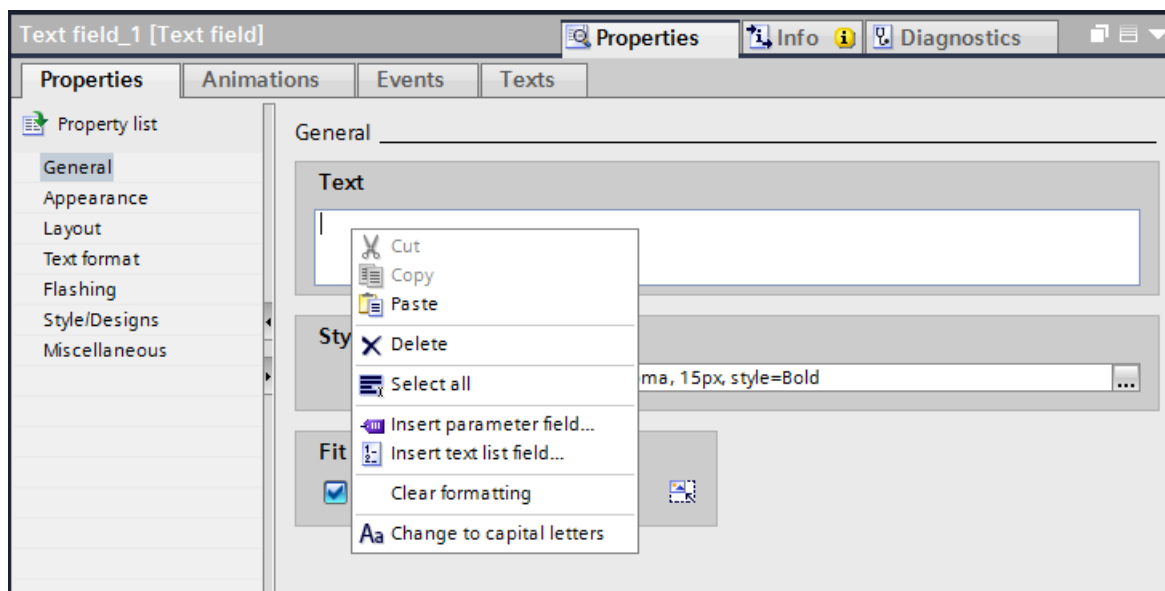 Text field_1 [Text field]
Properties
Info
Diagnostics
Properties
Animations
Events
Texts
Property list
General
Appearance
Layout
Text format
Flashing
Style/Designs
Miscellaneous
General
Text
Cut
Copy
Paste
Delete
Select all
Insert parameter field...
Insert text list field...
Clear formatting
Aa Change to capital letters
Sty
ma, 15px, style=Bold
...
Fit